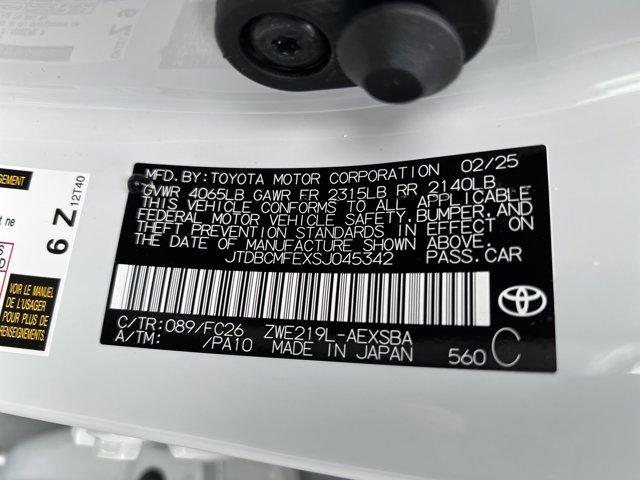 MFD. BY: TOYOTA MOTOR CORPORATION 02/25
GVWR 4065LB GAWR FR 2315LB RR 2140LB
THIS VEHICLE CONFORMS TO ALL APPLICABLE
FEDERAL MOTOR VEHICLE SAFETY, BUMPER, AND
THEFT PREVENTION STANDARDS IN EFFECT ON
THE DATE OF MANUFACTURE SHOWN ABOVE.
JTDBCMFEXSJ045342 PASS. CAR
C/TR: 089/FC26 ZWE219L-AEXSBA
A/TM: /PA10 MADE IN JAPAN 560 C
6 Z
12T40
ne
D
MANUEL DE
L'USAGER
POUR PLUS DE